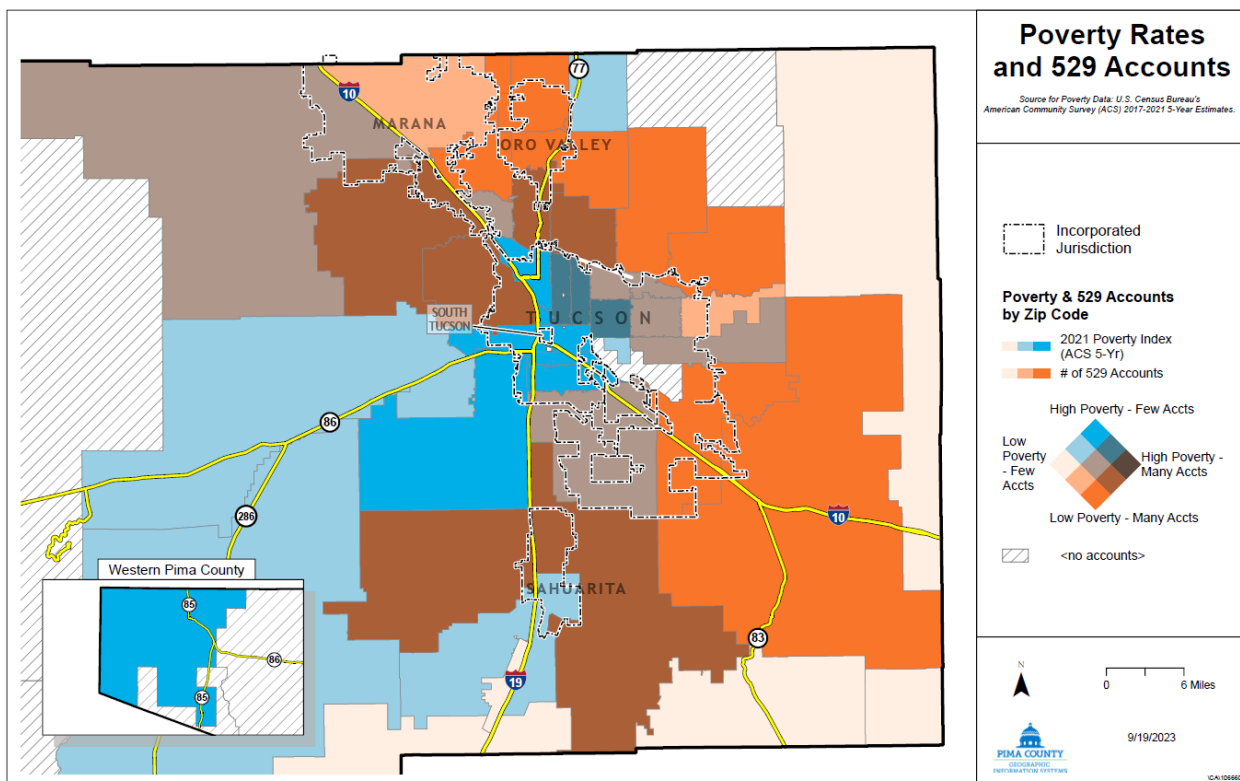 Poverty Rates
and 529 Accounts
Source for Poverty Data: U.S. Census Bureau's
American Community Survey (ACS) 2017-2021 5-Year Estimates.
Incorporated
Jurisdiction
Poverty & 529 Accounts
by Zip Code
2021 Poverty Index
(ACS 5-Yr)
# of 529 Accounts
High Poverty - Few Accts
Low
Poverty
- Few
Accts
High Poverty -
Many Accts
Low Poverty - Many Accts
<no accounts>
N
0
6 Miles
9/19/2023
PIMA COUNTY
GEOGRAPHIC
INFORMATION SYSTEMS
77
10
MARANA
ORO VALLEY
SOUTH
TUCSON
TUCSON
86
286
10
SAHUARITA
83
19
Western Pima County
85
86
85